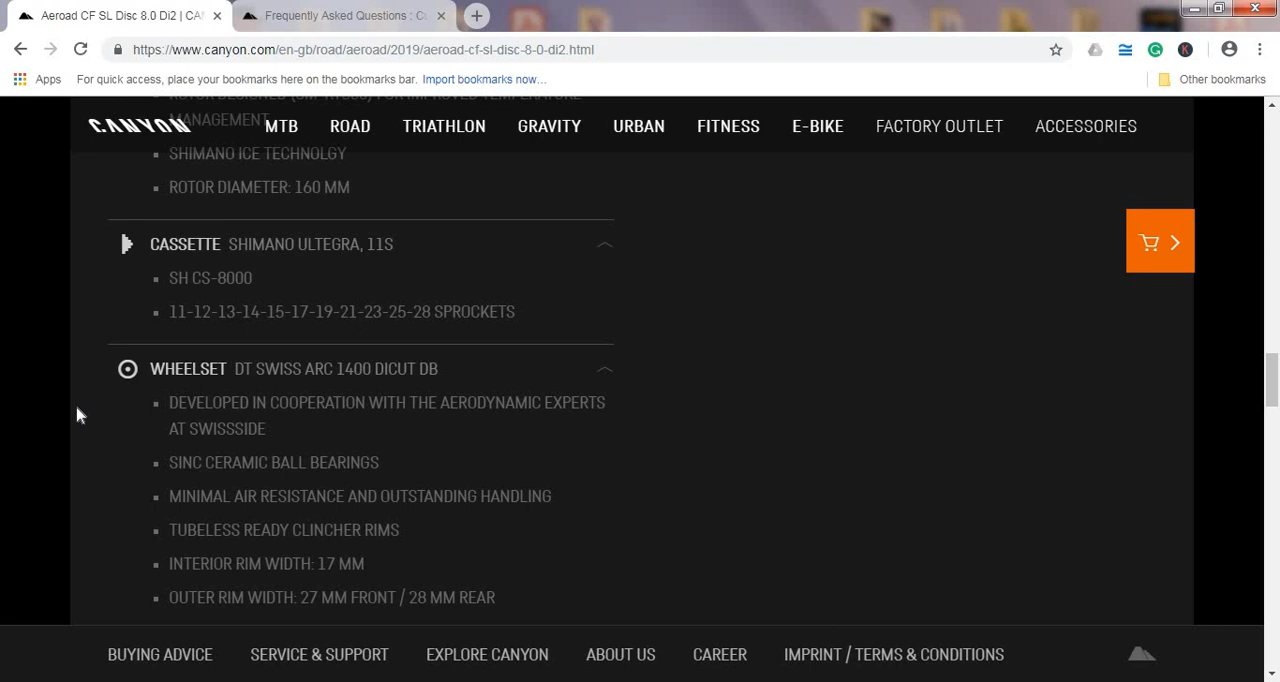 Aeroad CF SL Disc 8.0 Di2 | CAN
Frequently Asked Questions : Cu
https://www.canyon.com/en-gb/road/aeroad/2019/aeroad-cf-sl-disc-8-0-di2.html
Apps For quick access, place your bookmarks here on the bookmarks bar. Import bookmarks now... Other bookmarks
MANAGEMENT
CANYON MTB ROAD TRIATHLON GRAVITY URBAN FITNESS E-BIKE FACTORY OUTLET ACCESSORIES
SHIMANO ICE TECHNOLGY
ROTOR DIAMETER: 160 MM
CASSETTE SHIMANO ULTEGRA, 11S
SH CS-8000
11-12-13-14-15-17-19-21-23-25-28 SPROCKETS
WHEELSET DT SWISS ARC 1400 DICUT DB
DEVELOPED IN COOPERATION WITH THE AERODYNAMIC EXPERTS
AT SWISSSIDE
SINC CERAMIC BALL BEARINGS
MINIMAL AIR RESISTANCE AND OUTSTANDING HANDLING
TUBELESS READY CLINCHER RIMS
INTERIOR RIM WIDTH: 17 MM
OUTER RIM WIDTH: 27 MM FRONT / 28 MM REAR
BUYING ADVICE SERVICE & SUPPORT EXPLORE CANYON ABOUT US CAREER IMPRINT / TERMS & CONDITIONS